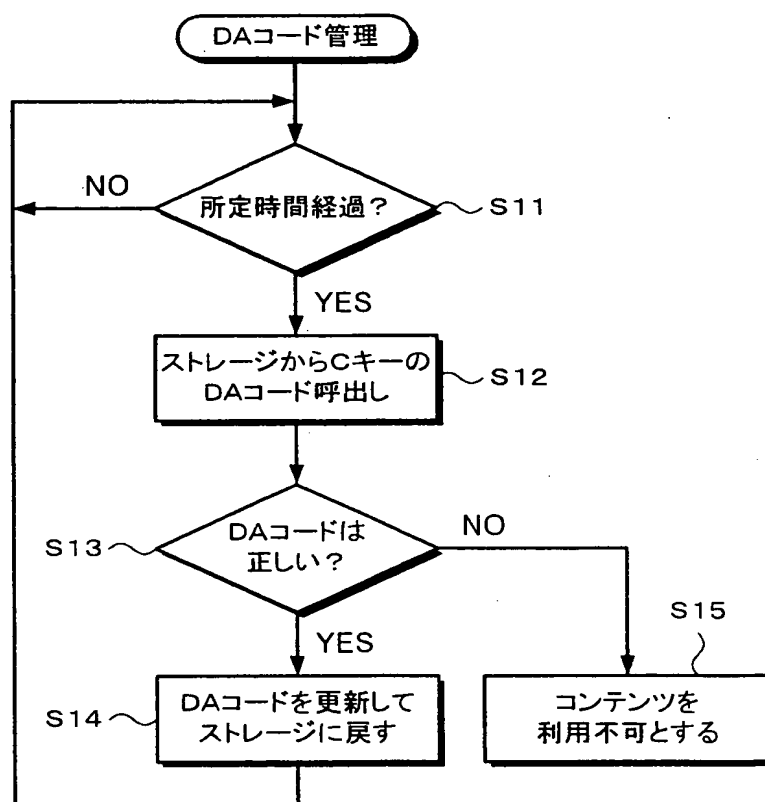 DAコード管理
NO
所定時間経過？
S11
YES
ストレージからCキーの
DAコード呼出し
S12
S13
DAコードは
正しい？
NO
YES
S15
S14
DAコードを更新して
ストレージに戻す
コンテンツを
利用不可とする